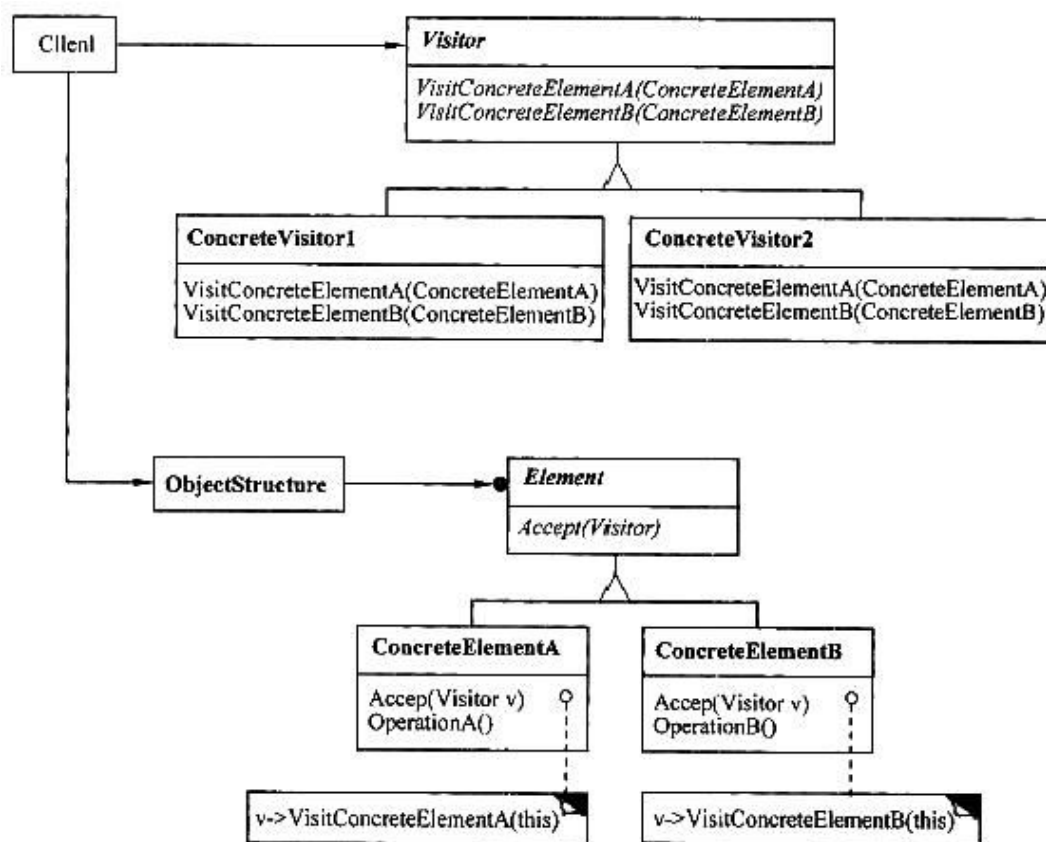 Cllenl
Visitor
VisitConcreteElementA(ConcreteElementA)
VisitConcreteElementB(ConcreteElementB)
ConcreteVisitor1
VisitConcreteElementA(ConcreteElementA)
VisitConcreteElementB(ConcreteElementB)
ConcreteVisitor2
VisitConcreteElementA(ConcreteElementA)
VisitConcreteElementB(ConcreteElementB)
ObjectStructure
Element
Accept(Visitor)
ConcreteElementA
Accep(Visitor v)
OperationA()
ConcreteElementB
Accep(Visitor v)
OperationB()
v->VisitConcreteElementA(this)
v->VisitConcreteElementB(this)